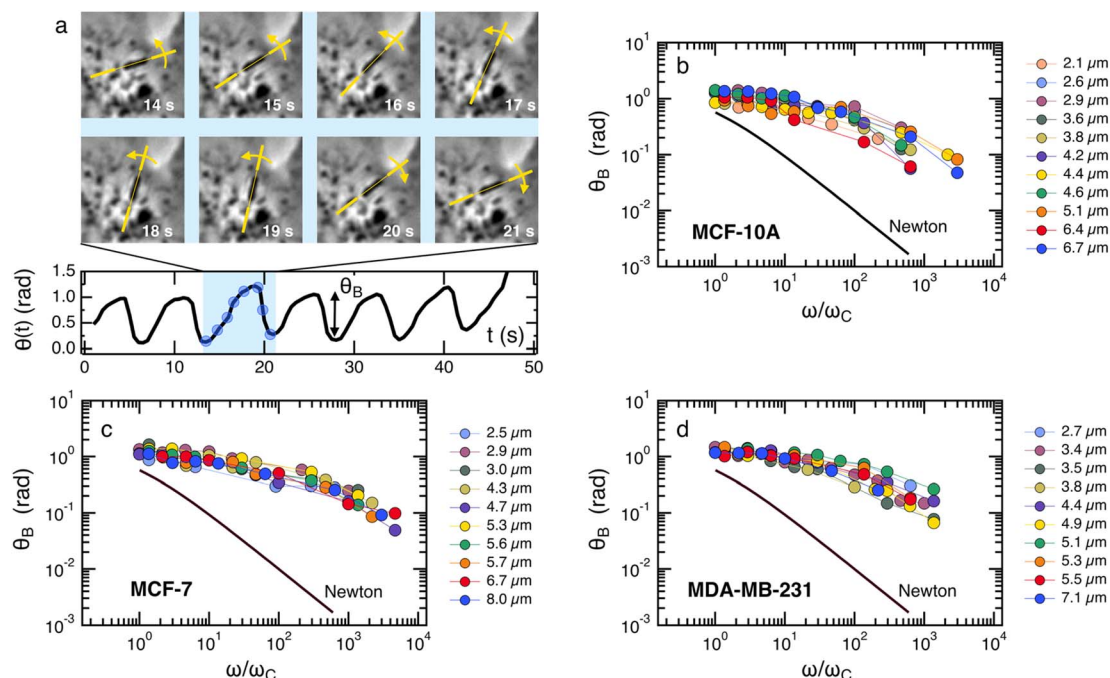 a
14 s
15 s
16 s
17 s
18 s
19 s
20 s
21 s
1.5
1.0
0.5
0.0
θ(t) (rad)
θ_B
t (s)
0
10
20
30
40
50
b
10¹
10⁰
10⁻¹
10⁻²
10⁻³
θ_B (rad)
MCF-10A
Newton
10⁰
10¹
10²
10³
10⁴
ω/ω_C
2.1 µm
2.6 µm
2.9 µm
3.6 µm
3.8 µm
4.2 µm
4.4 µm
4.6 µm
5.1 µm
6.4 µm
6.7 µm
c
10¹
10⁰
10⁻¹
10⁻²
10⁻³
θ_B (rad)
MCF-7
Newton
10⁰
10¹
10²
10³
10⁴
ω/ω_C
2.5 µm
2.9 µm
3.0 µm
4.3 µm
4.7 µm
5.3 µm
5.6 µm
5.7 µm
6.7 µm
8.0 µm
d
10¹
10⁰
10⁻¹
10⁻²
10⁻³
θ_B (rad)
MDA-MB-231
Newton
10⁰
10¹
10²
10³
10⁴
ω/ω_C
2.7 µm
3.4 µm
3.5 µm
3.8 µm
4.4 µm
4.9 µm
5.1 µm
5.3 µm
5.5 µm
7.1 µm